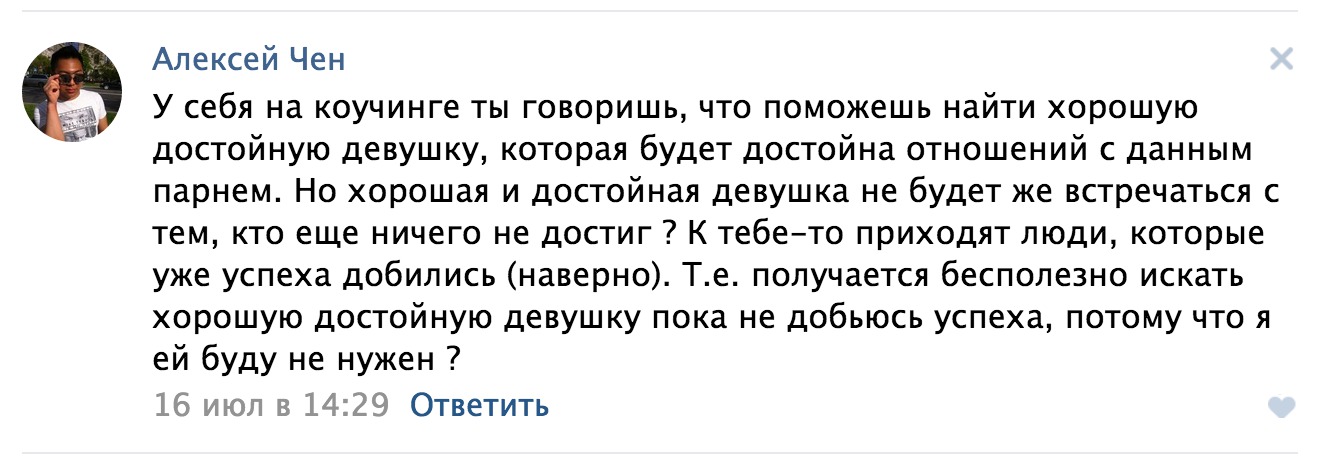 Алексей Чен
У себя на коучинге ты говоришь, что поможешь найти хорошую
достойную девушку, которая будет достойна отношений с данным
парнем. Но хорошая и достойная девушка не будет же встречаться с
тем, кто еще ничего не достиг ? К тебе-то приходят люди, которые
уже успеха добились (наверно). Т.е. получается бесполезно искать
хорошую достойную девушку пока не добьюсь успеха, потому что я
ей буду не нужен ?
16 июл в 14:29 Ответить